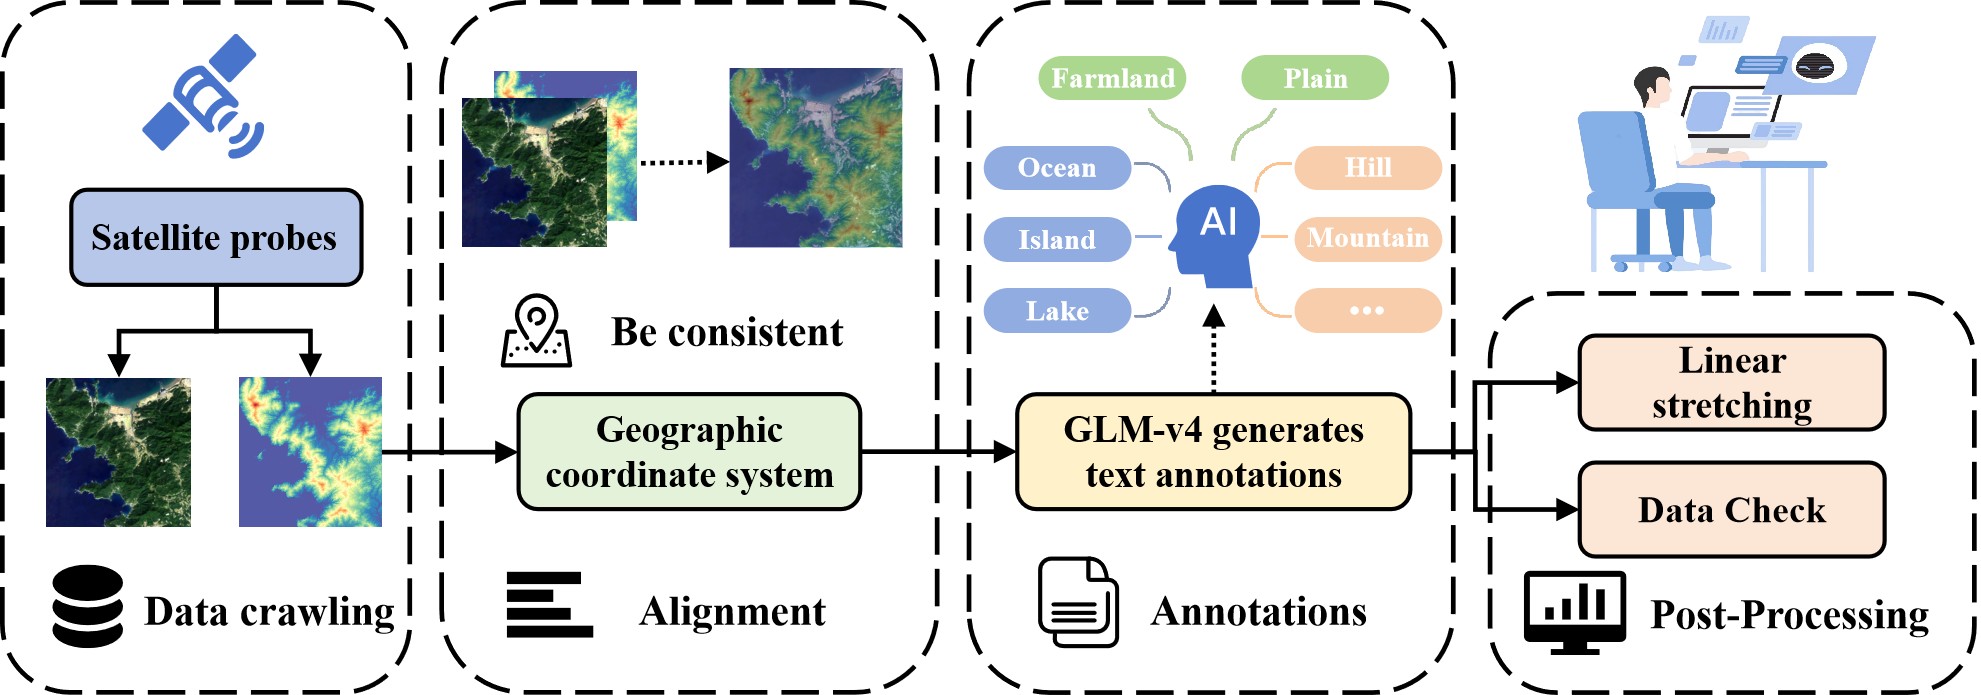 Satellite probes
Data crawling
Be consistent
Geographic
coordinate system
Alignment
Farmland
Plain
Ocean
Hill
AI
Island
Mountain
Lake
•••
GLM-v4 generates
text annotations
Annotations
Linear
stretching
Data Check
Post-Processing